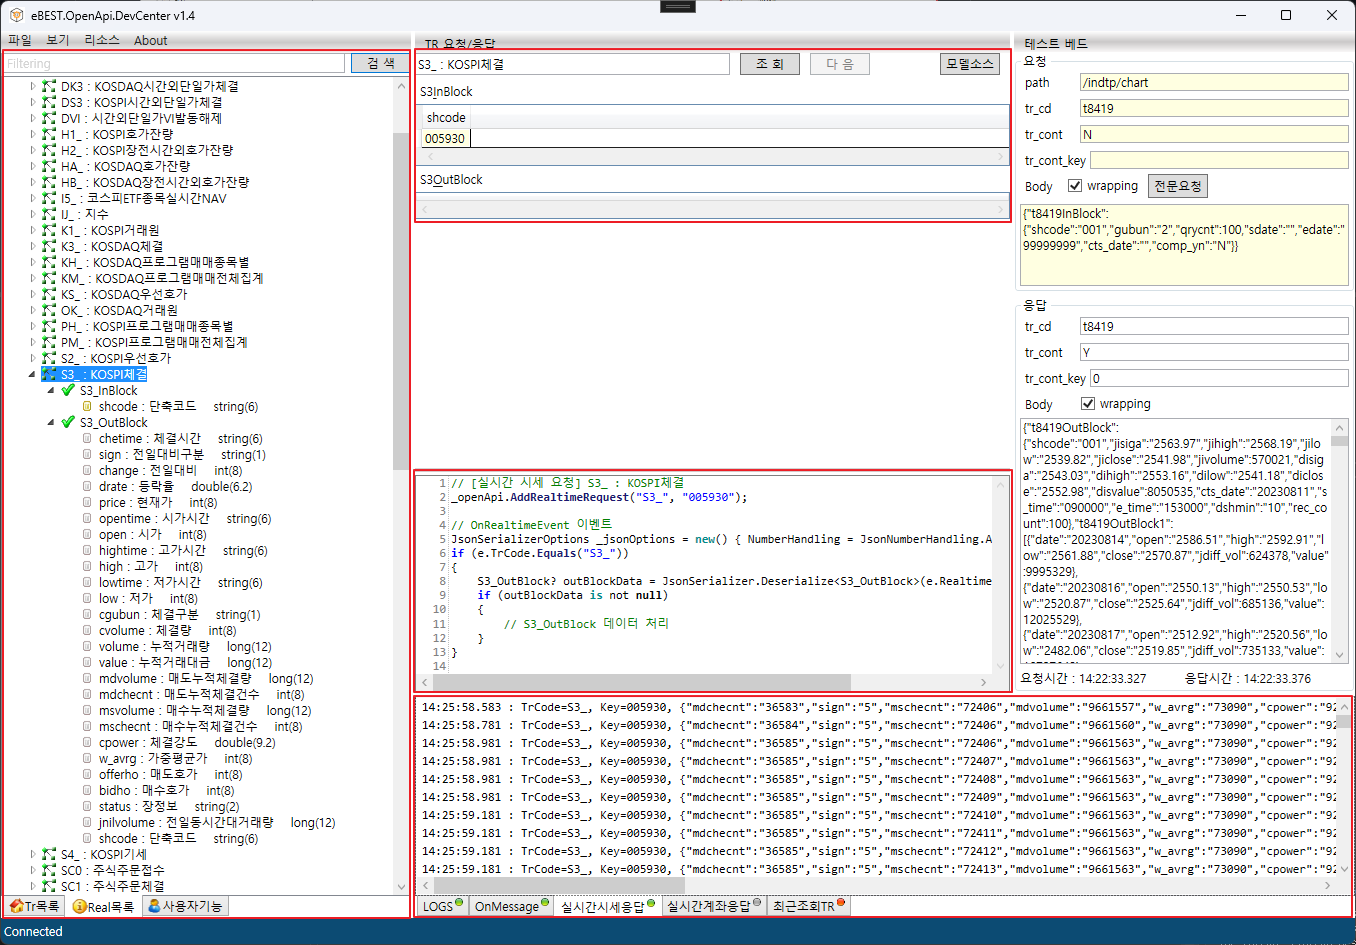 eBEST.OpenApi.DevCenter v1.4
파일 보기 리소스 About
Filtering
검 색
DK3 : KOSDAQ시간외단일가체결
DS3 : KOSPI시간외단일가체결
DVI : 시간외단일가VI발동해제
H1_ : KOSPI호가잔량
H2_ : KOSPI장전시간외호가잔량
HA_ : KOSDAQ호가잔량
HB_ : KOSDAQ장전시간외호가잔량
I5_ : 코스피ETF종목실시간NAV
IJ_ : 지수
K1_ : KOSPI거래원
K3_ : KOSDAQ체결
KH_ : KOSDAQ프로그램매매종목별
KM_ : KOSDAQ프로그램매매전체집계
KS_ : KOSDAQ우선호가
OK_ : KOSDAQ거래원
PH_ : KOSPI프로그램매매종목별
PM_ : KOSPI프로그램매매전체집계
S2_ : KOSPI우선호가
S3_ : KOSPI체결
S3_InBlock
shcode : 단축코드 string(6)
S3_OutBlock
chetime : 체결시간 string(6)
sign : 전일대비구분 string(1)
change : 전일대비 int(8)
drate : 등락율 double(6.2)
price : 현재가 int(8)
opentime : 시가시간 string(6)
open : 시가 int(8)
hightime : 고가시간 string(6)
high : 고가 int(8)
lowtime : 저가시간 string(6)
low : 저가 int(8)
cgubun : 체결구분 string(1)
cvolume : 체결량 int(8)
volume : 누적거래량 long(12)
value : 누적거래대금 long(12)
mdvolume : 매도누적체결량 long(12)
mdchecnt : 매도누적체결건수 int(8)
msvolume : 매수누적체결량 long(12)
mschecnt : 매수누적체결건수 int(8)
cpower : 체결강도 double(9.2)
w_avrg : 가중평균가 int(8)
offerho : 매도호가 int(8)
bidho : 매수호가 int(8)
status : 장정보 string(2)
jnilvolume : 전일동시간대거래량 long(12)
shcode : 단축코드 string(6)
S4_ : KOSPI기세
SC0 : 주식주문접수
SC1 : 주식주문체결
Tr목록 Real목록 사용자기능
TR 요청/응답
S3_ : KOSPI체결
조 회 다 음 모델소스
S3InBlock
shcode
005930
S3OutBlock
1 // [실시간 시세 요청] S3_ : KOSPI체결
2 _openApi.AddRealtimeRequest("S3_", "005930");
3
4 // OnRealtimeEvent 이벤트
5 JsonSerializerOptions _jsonOptions = new() { NumberHandling = JsonNumberHandling.A
6 if (e.TrCode.Equals("S3_"))
7 {
8 S3_OutBlock? outBlockData = JsonSerializer.Deserialize<S3_OutBlock>(e.Realtime
9 if (outBlockData is not null)
10 {
11 // S3_OutBlock 데이터 처리
12 }
13 }
14
테스트 베드
요청
path /indtp/chart
tr_cd t8419
tr_cont N
tr_cont_key
Body wrapping 전문요청
{"t8419InBlock":
{"shcode":"001","gubun":"2","qrycnt":100,"sdate":"","edate":"
99999999","cts_date":"","comp_yn":"N"}}
응답
tr_cd t8419
tr_cont Y
tr_cont_key 0
Body wrapping
{"t8419OutBlock":
{"shcode":"001","jisiga":"2563.97","jihigh":"2568.19","jilo
w":"2539.82","jiclose":"2541.98","jivolume":570021,"disig
a":"2543.03","dihigh":"2553.16","dilow":"2541.18","diclos
e":"2552.98","disvalue":8050535,"cts_date":"20230811","s
_time":"090000","e_time":"153000","dshmin":"10","rec_co
unt":100},"t8419OutBlock1":
[{"date":"20230814","open":"2586.51","high":"2592.91","l
ow":"2561.88","close":"2570.87","jdiff_vol":624378,"value"
:9995329},
{"date":"20230816","open":"2550.13","high":"2550.53","lo
w":"2520.87","close":"2525.64","jdiff_vol":685136,"value":
12025529},
{"date":"20230817","open":"2512.92","high":"2520.56","lo
w":"2482.06","close":"2519.85","jdiff_vol":735133,"value":
요청시간 : 14:22:33.327 응답시간 : 14:22:33.376
14:25:58.583 : TrCode=S3_, Key=005930, {"mdchecnt":"36583","sign":"5","mschecnt":"72406","mdvolume":"9661557","w_avrg":"73090","cpower":"92
14:25:58.781 : TrCode=S3_, Key=005930, {"mdchecnt":"36584","sign":"5","mschecnt":"72406","mdvolume":"9661560","w_avrg":"73090","cpower":"92
14:25:58.981 : TrCode=S3_, Key=005930, {"mdchecnt":"36585","sign":"5","mschecnt":"72406","mdvolume":"9661563","w_avrg":"73090","cpower":"92
14:25:58.981 : TrCode=S3_, Key=005930, {"mdchecnt":"36585","sign":"5","mschecnt":"72407","mdvolume":"9661563","w_avrg":"73090","cpower":"92
14:25:58.981 : TrCode=S3_, Key=005930, {"mdchecnt":"36585","sign":"5","mschecnt":"72408","mdvolume":"9661563","w_avrg":"73090","cpower":"92
14:25:58.981 : TrCode=S3_, Key=005930, {"mdchecnt":"36585","sign":"5","mschecnt":"72409","mdvolume":"9661563","w_avrg":"73090","cpower":"92
14:25:59.181 : TrCode=S3_, Key=005930, {"mdchecnt":"36585","sign":"5","mschecnt":"72410","mdvolume":"9661563","w_avrg":"73090","cpower":"92
14:25:59.181 : TrCode=S3_, Key=005930, {"mdchecnt":"36585","sign":"5","mschecnt":"72411","mdvolume":"9661563","w_avrg":"73090","cpower":"92
14:25:59.181 : TrCode=S3_, Key=005930, {"mdchecnt":"36585","sign":"5","mschecnt":"72412","mdvolume":"9661563","w_avrg":"73090","cpower":"92
14:25:59.181 : TrCode=S3_, Key=005930, {"mdchecnt":"36585","sign":"5","mschecnt":"72413","mdvolume":"9661563","w_avrg":"73090","cpower":"92
LOGS OnMessage 실시간시세응답 실시간계좌응답 최근조회TR
Connected